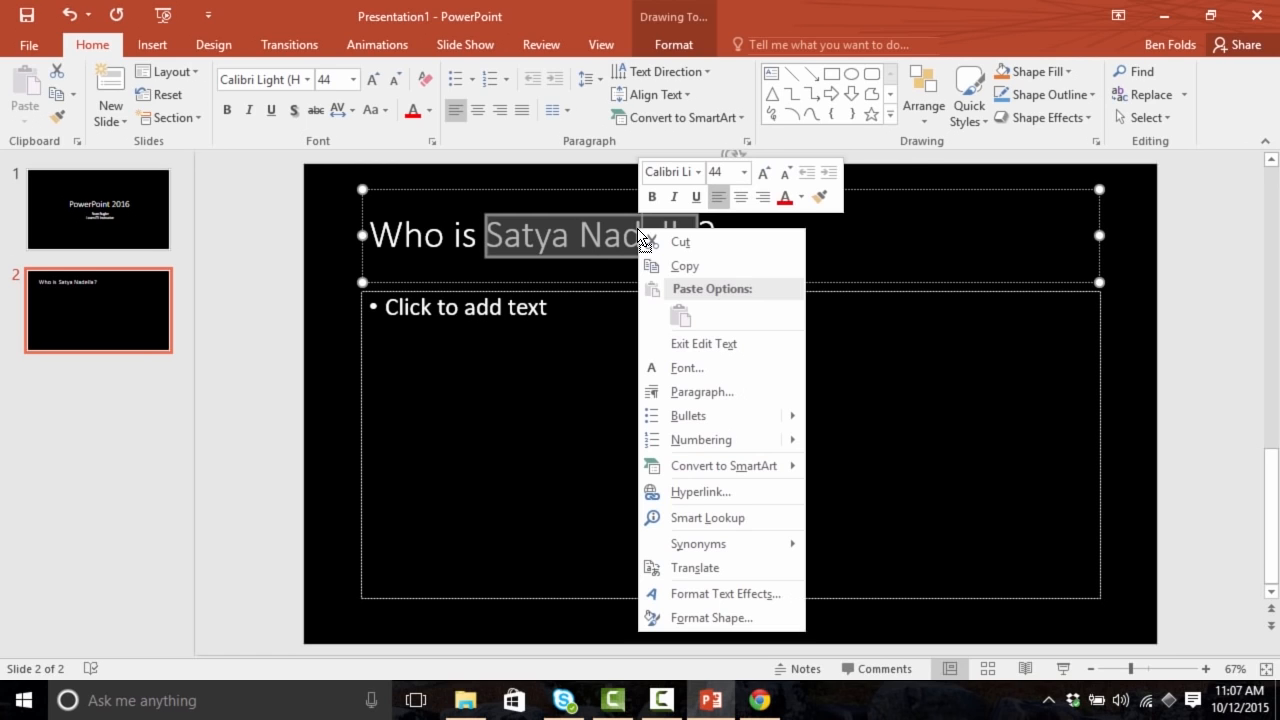 Presentation1 - PowerPoint
Drawing To...
File
Home
Insert
Design
Transitions
Animations
Slide Show
Review
View
Format
Tell me what you want to do...
Ben Folds
Share
Paste
Clipboard
New
Slide
Layout
Reset
Section
Slides
Calibri Light (H
44
A A
B I U S abc AV Aa A
Font
Paragraph
Text Direction
Align Text
Convert to SmartArt
Drawing
Arrange
Quick
Styles
Shape Fill
Shape Outline
Shape Effects
Find
Replace
Select
Editing
1
PowerPoint 2016
2
Who is Satya Nadella?
Calibri Li
44
A A
B I U A
Who is Satya Nadella?
• Click to add text
Cut
Copy
Paste Options:
Exit Edit Text
Font...
Paragraph...
Bullets
Numbering
Convert to SmartArt
Hyperlink...
Smart Lookup
Synonyms
Translate
Format Text Effects...
Format Shape...
Slide 2 of 2
Notes
Comments
67%
Ask me anything
11:07 AM
10/12/2015